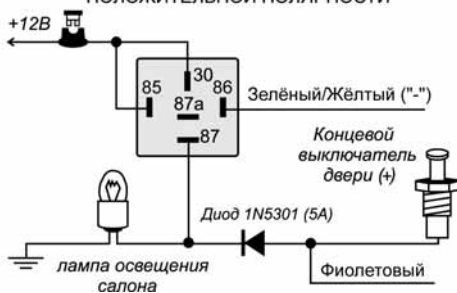 ПОЛОЖИТЕЛЬНОЙ ПОЛЯРНОСТИ
+12В
30
85
86
87а
87
Зелёный/Жёлтый ("-")
Концевой
выключатель
двери (+)
Диод 1N5301 (5А)
лампа освещения
салона
Фиолетовый